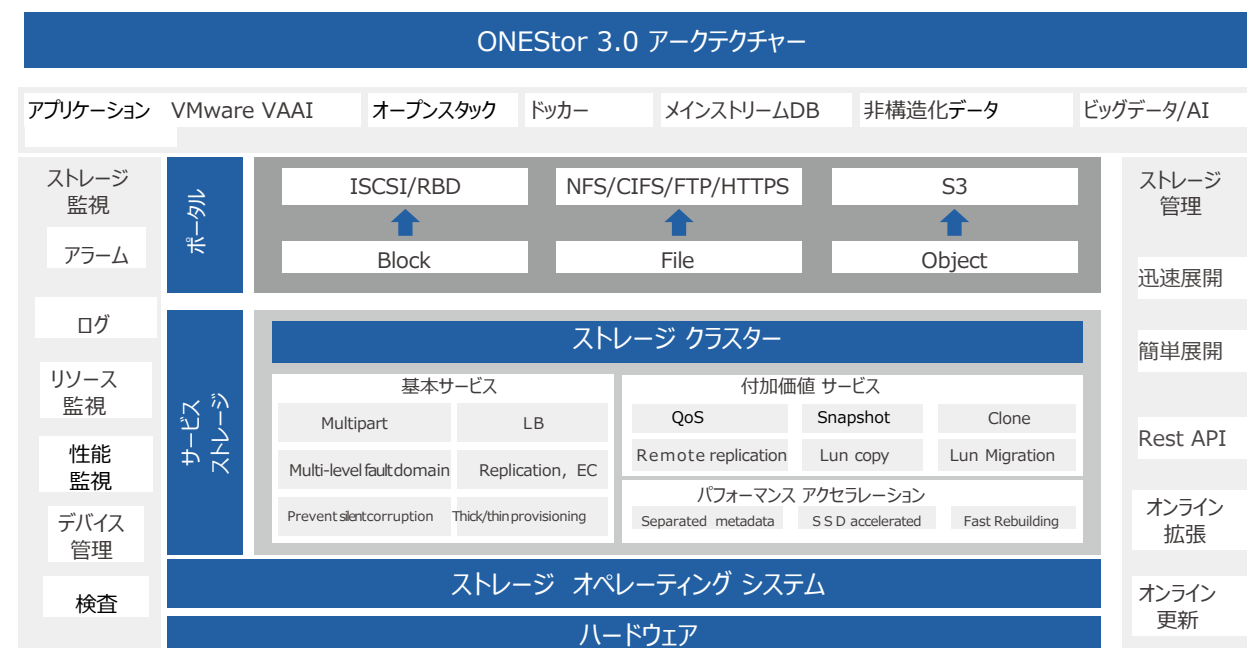 ONEStor 3.0 アークテクチャー
アプリケーション VMware VAAI オープンスタック ドッカー メインストリームDB 非構造化データ ビッグデータ/AI
ストレージ
監視
アラーム
ログ
リソース
監視
性能
監視
デバイス
管理
検査
ポータル
ISCSI/RBD NFS/CIFS/FTP/HTTPS S3
Block File Object
サービス
ストレージ
ストレージ クラスター
基本サービス
Multipart LB
Multi-level fault domain Replication, EC
Prevent silent corruption Thick/thin provisioning
付加価値 サービス
QoS Snapshot Clone
Remote replication Lun copy Lun Migration
パフォーマンス アクセラレーション
Separated metadata SSD accelerated Fast Rebuilding
ストレージ オペレーティング システム
ハードウェア
ストレージ
管理
迅速展開
簡単展開
Rest API
オンライン
拡張
オンライン
更新